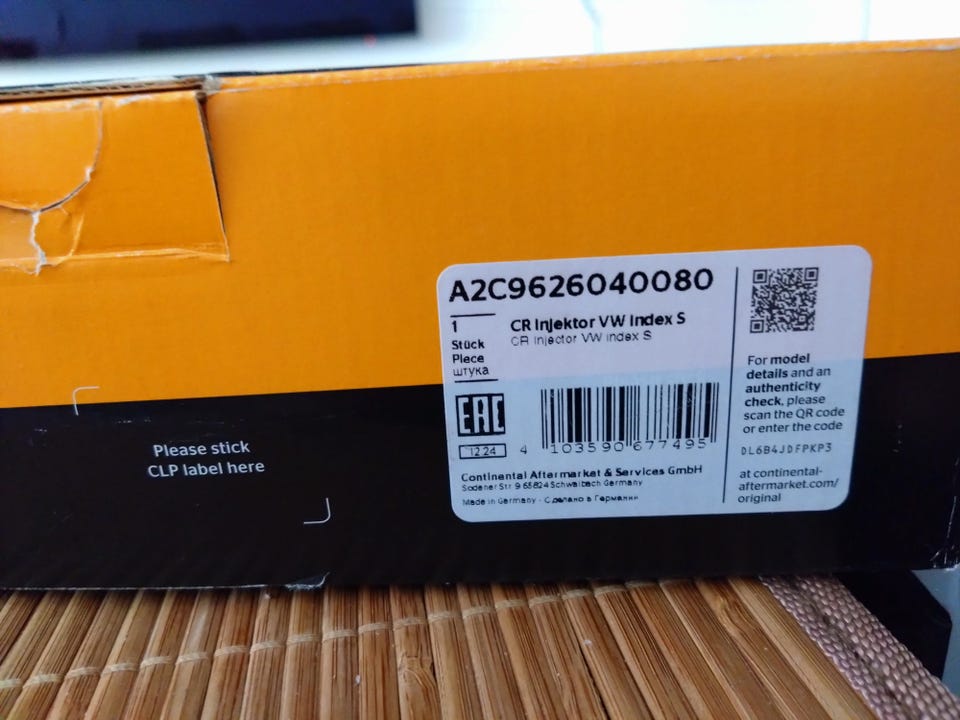 Please stick
CLP label here
A2C9626040080
1
Stück
Piece
штука
CR Injektor VW Index S
CR Injector VW Index S
EAC
12.24
4 103590 677495
Continental Aftermarket & Services GmbH
Sodener Str. 9 65824 Schwalbach Germany
Made in Germany · Сделано в Германии
For model
details and an
authenticity
check, please
scan the QR code
or enter the code
DL6B4JDFPKP3
at continental-
aftermarket.com/
original